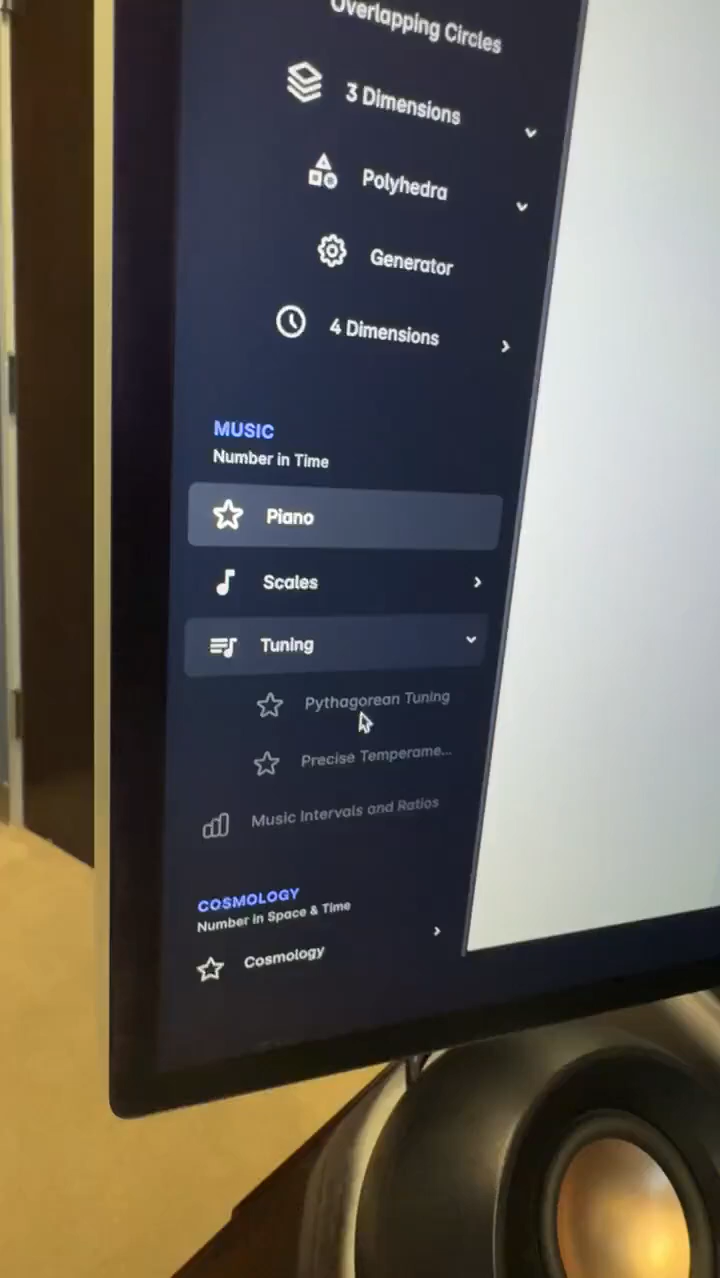 Overlapping Circles
3 Dimensions
Polyhedra
Generator
4 Dimensions
MUSIC
Number in Time
Piano
Scales
Tuning
Pythagorean Tuning
Precise Temperame...
Music Intervals and Ratios
COSMOLOGY
Number in Space & Time
Cosmology